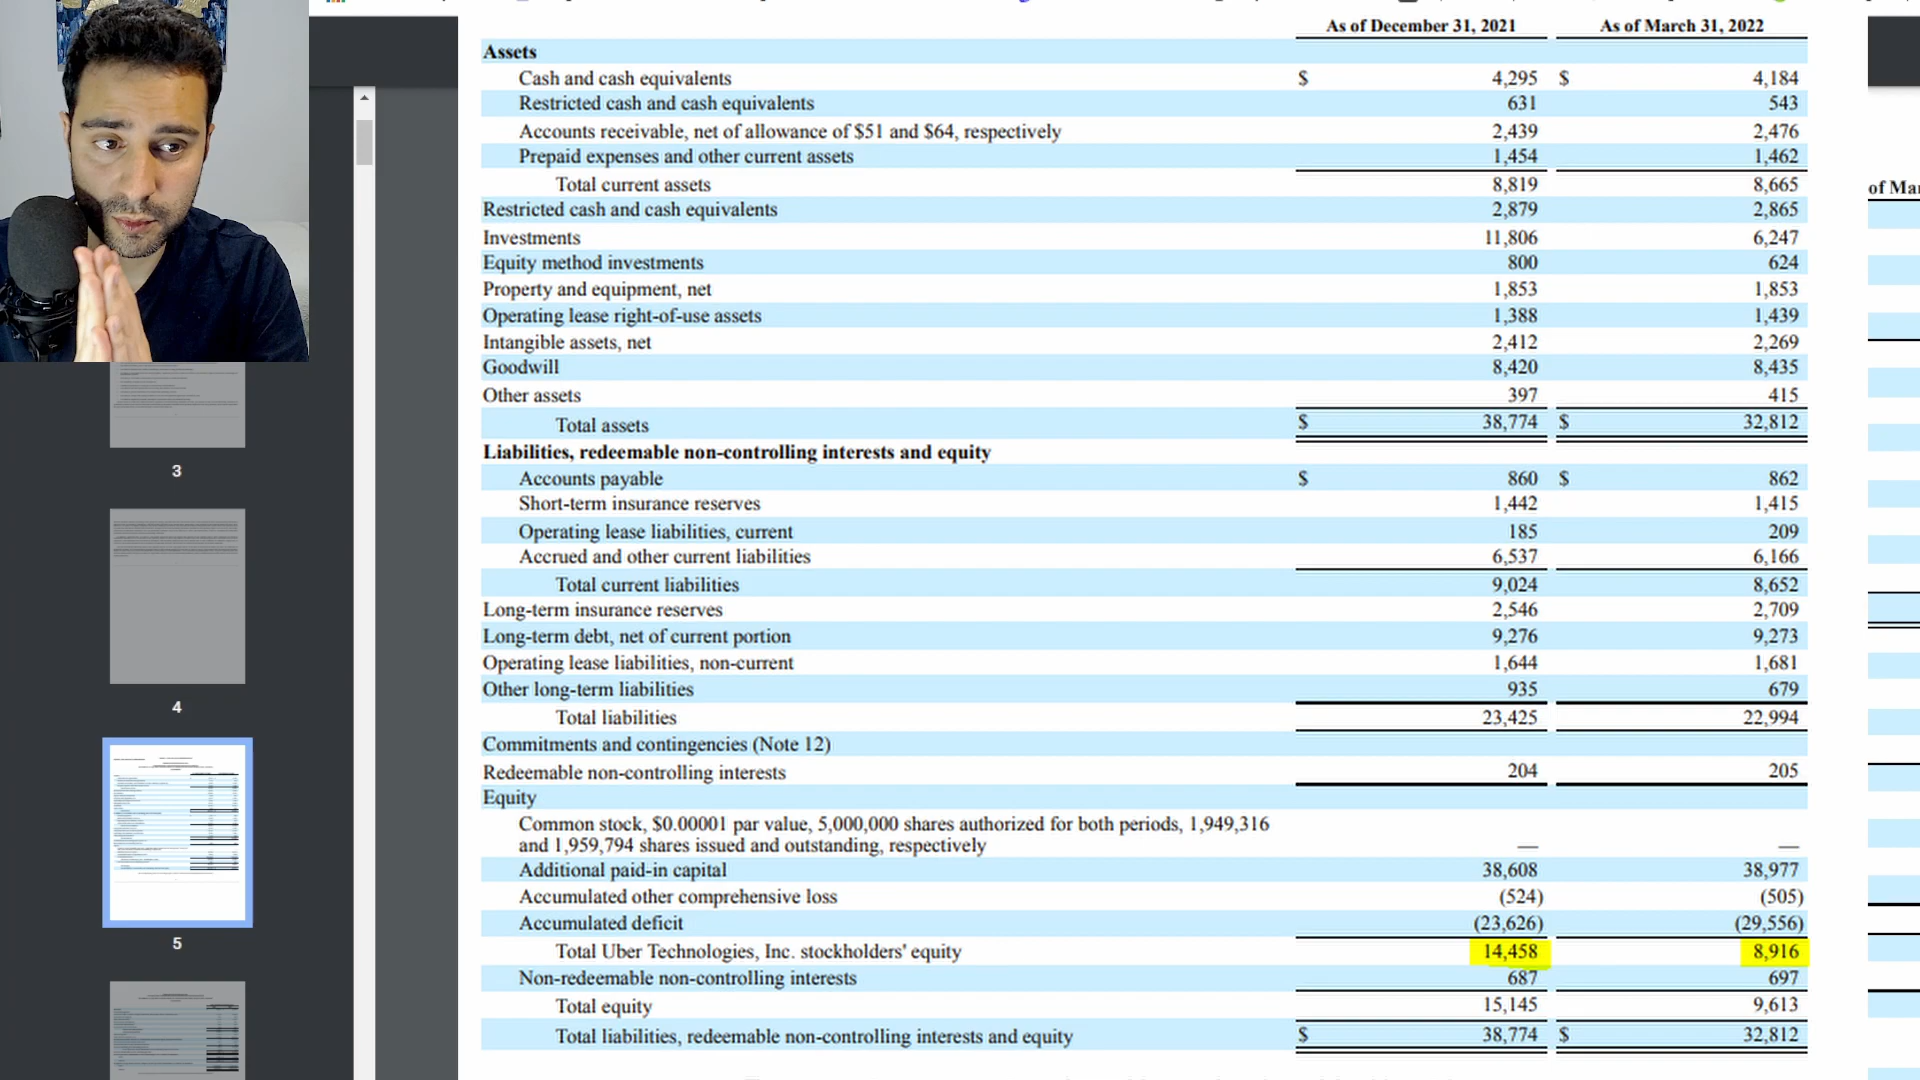 As of December 31, 2021 As of March 31, 2022
Assets
Cash and cash equivalents $ 4,295 $ 4,184
Restricted cash and cash equivalents 631 543
Accounts receivable, net of allowance of $51 and $64, respectively 2,439 2,476
Prepaid expenses and other current assets 1,454 1,462
Total current assets 8,819 8,665
Restricted cash and cash equivalents 2,879 2,865
Investments 11,806 6,247
Equity method investments 800 624
Property and equipment, net 1,853 1,853
Operating lease right-of-use assets 1,388 1,439
Intangible assets, net 2,412 2,269
Goodwill 8,420 8,435
Other assets 397 415
Total assets $ 38,774 $ 32,812
Liabilities, redeemable non-controlling interests and equity
Accounts payable $ 860 $ 862
Short-term insurance reserves 1,442 1,415
Operating lease liabilities, current 185 209
Accrued and other current liabilities 6,537 6,166
Total current liabilities 9,024 8,652
Long-term insurance reserves 2,546 2,709
Long-term debt, net of current portion 9,276 9,273
Operating lease liabilities, non-current 1,644 1,681
Other long-term liabilities 935 679
Total liabilities 23,425 22,994
Commitments and contingencies (Note 12)
Redeemable non-controlling interests 204 205
Equity
Common stock, $0.00001 par value, 5,000,000 shares authorized for both periods, 1,949,316
and 1,959,794 shares issued and outstanding, respectively — —
Additional paid-in capital 38,608 38,977
Accumulated other comprehensive loss (524) (505)
Accumulated deficit (23,626) (29,556)
Total Uber Technologies, Inc. stockholders' equity 14,458 8,916
Non-redeemable non-controlling interests 687 697
Total equity 15,145 9,613
Total liabilities, redeemable non-controlling interests and equity $ 38,774 $ 32,812
3
4
5
of Ma